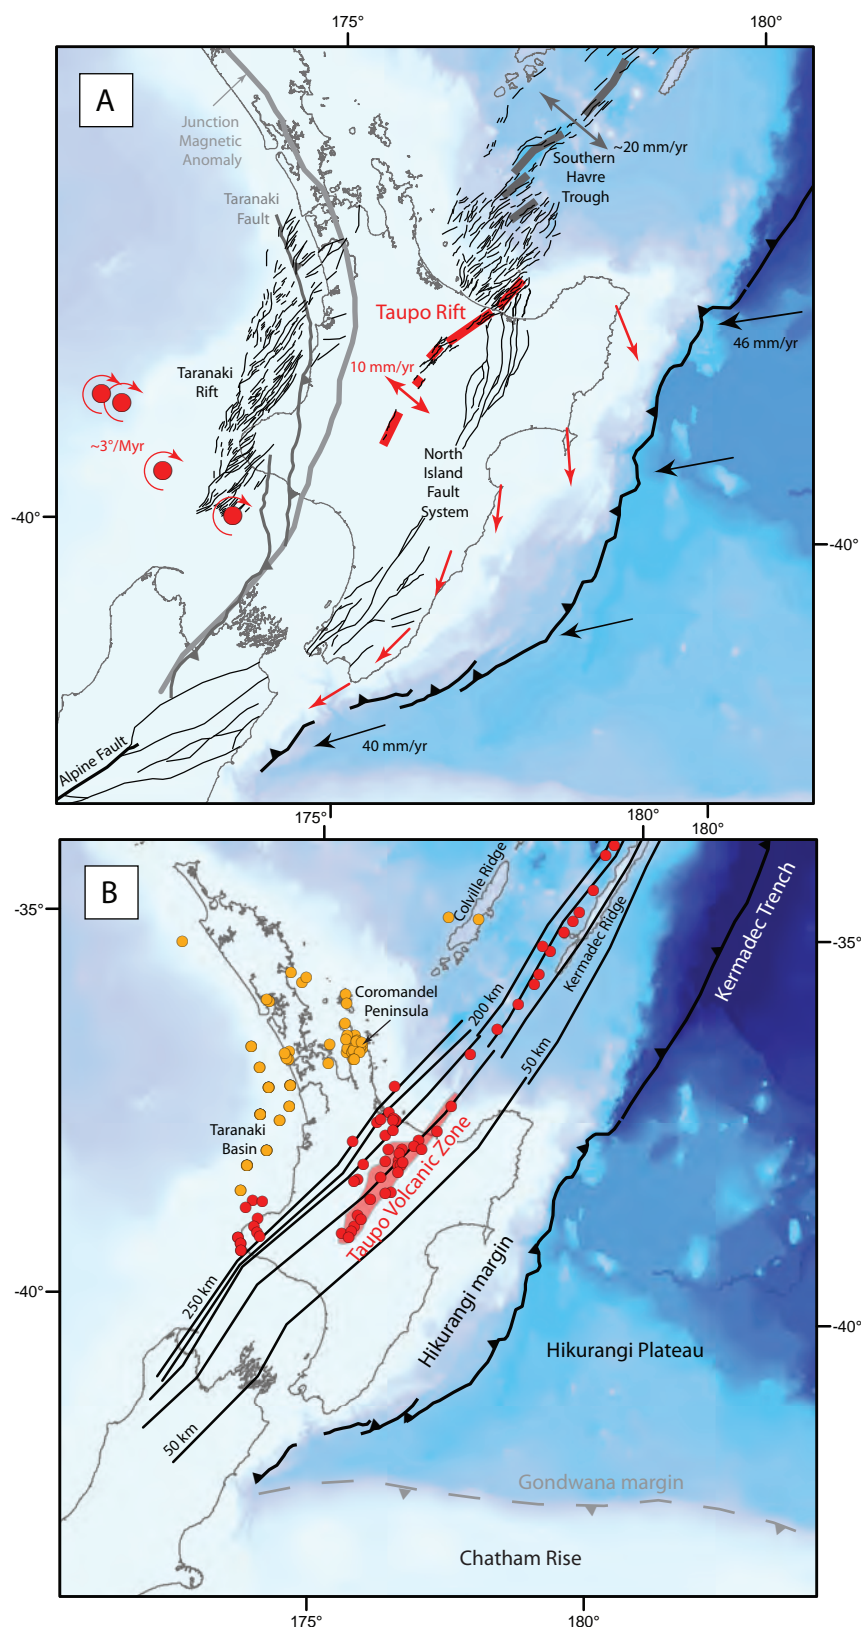 175°
180°
A
Junction
Magnetic
Anomaly
~20 mm/yr
Southern
Havre
Trough
Taranaki
Fault
Taupo Rift
46 mm/yr
10 mm/yr
Taranaki
Rift
~3°/Myr
North
Island
Fault
System
-40°
-40°
40 mm/yr
Alpine Fault
175°
180°
180°
B
Colville Ridge
Kermadec Trench
-35°
-35°
Kermadec Ridge
200 km
Coromandel
Peninsula
50 km
Taranaki
Basin
Taupo Volcanic Zone
250 km
-40°
Hikurangi margin
-40°
Hikurangi Plateau
50 km
Gondwana margin
Chatham Rise
175°
180°